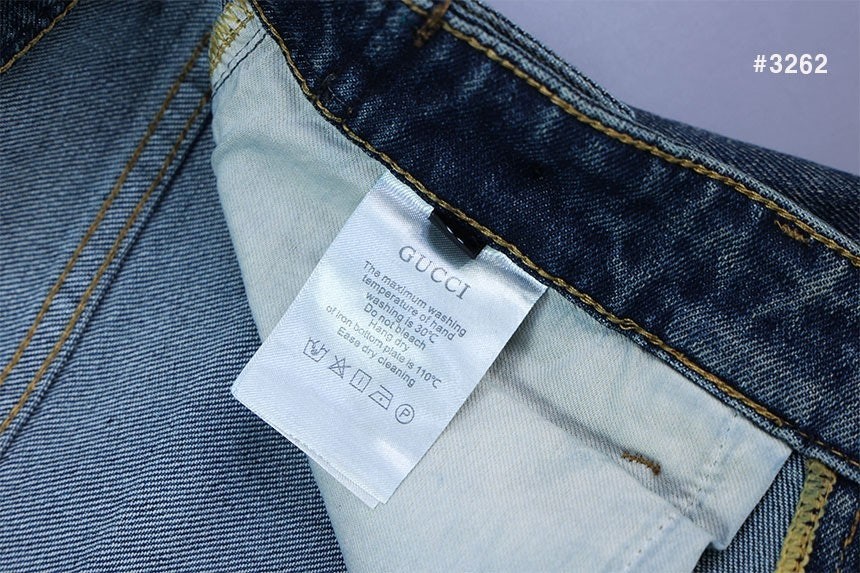 #3262
GUCCI
The maximum washing
temperature of hand
washing is 30℃
Do not bleach
Hang dry
of iron bottom plate is 110℃
Ease dry cleaning
P